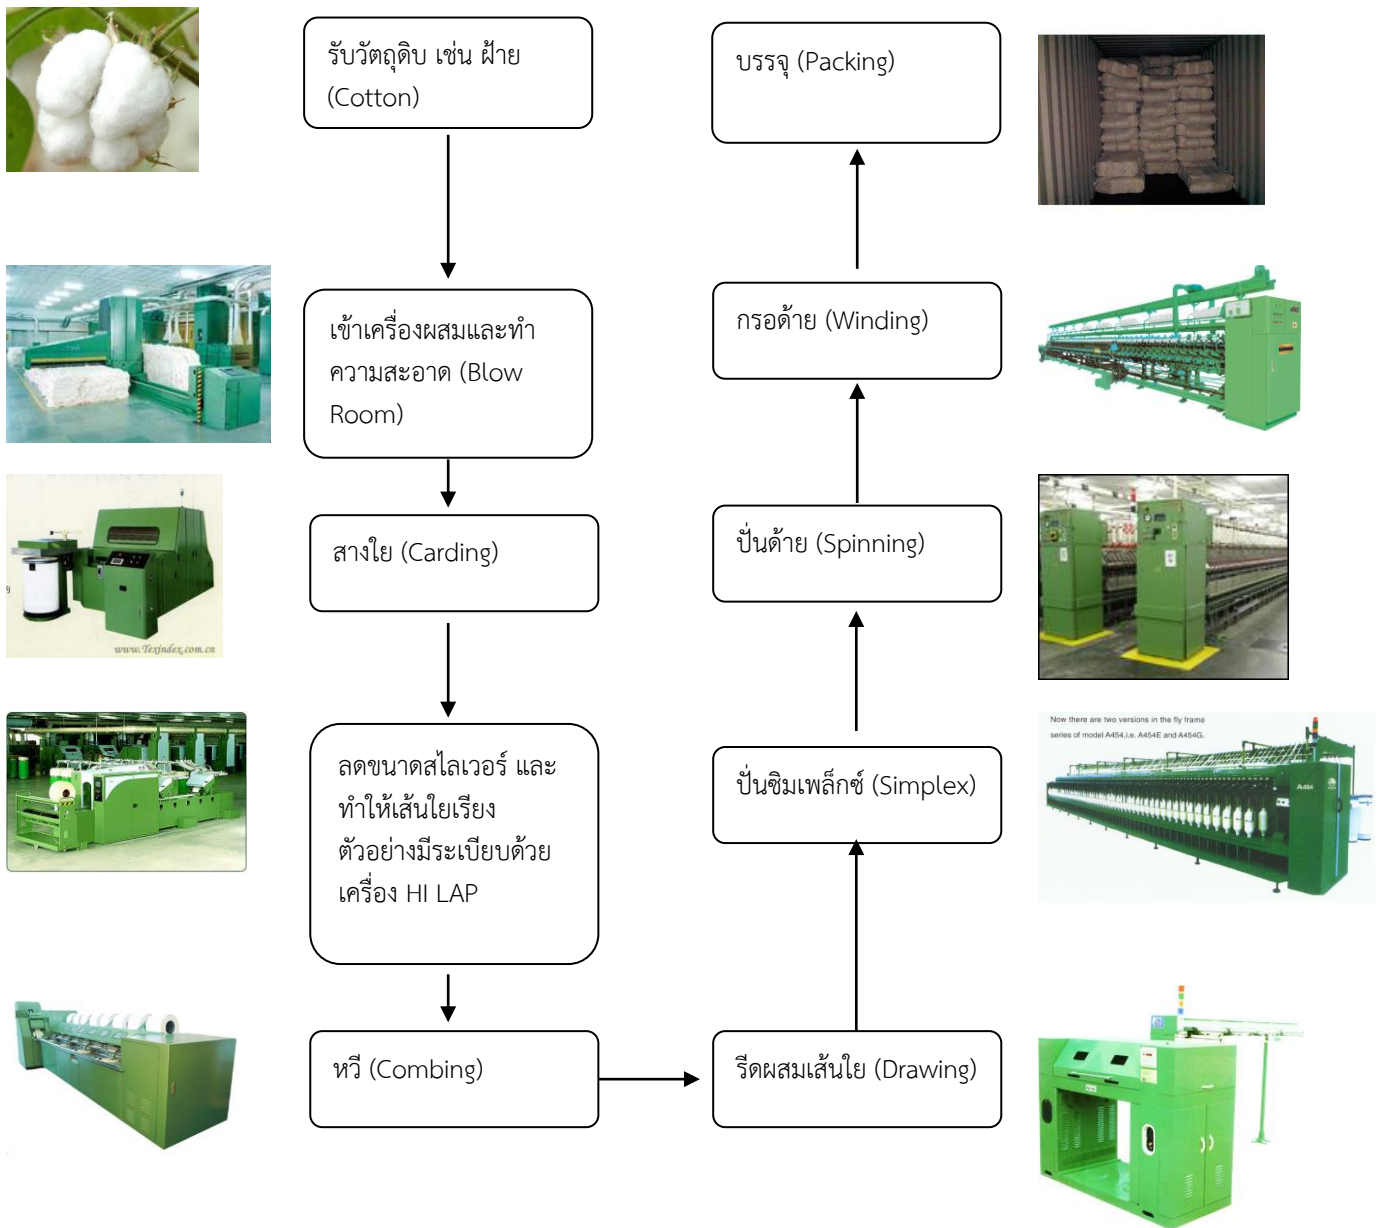 รับวัตถุดิบ เช่น ฝ้าย
(Cotton)
เข้าเครื่องผสมและทำ
ความสะอาด (Blow
Room)
สางใย (Carding)
www.Texindex.com.cn
ลดขนาดสไลเวอร์ และ
ทำให้เส้นใยเรียง
ตัวอย่างมีระเบียบด้วย
เครื่อง HI LAP
หวี (Combing)
รีดผสมเส้นใย (Drawing)
ปั่นซิมเพล็กซ์ (Simplex)
Now there are two versions in the fly frame
series of model A454,i.e. A454E and A454G.
A454
ปั่นด้าย (Spinning)
กรอด้าย (Winding)
บรรจุ (Packing)